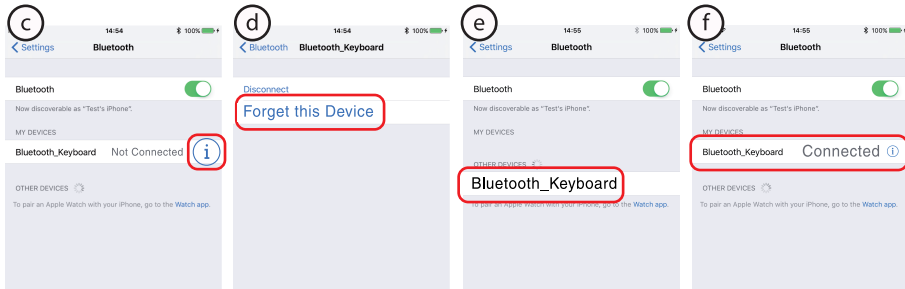 c
14:54 100%
Settings Bluetooth
Bluetooth
Now discoverable as “Test’s iPhone”.
MY DEVICES
Bluetooth_Keyboard Not Connected i
OTHER DEVICES
To pair an Apple Watch with your iPhone, go to the Watch app.
d
14:54 100%
Bluetooth Bluetooth_Keyboard
Disconnect
Forget this Device
e
14:55 100%
Settings Bluetooth
Bluetooth
Now discoverable as “Test’s iPhone”.
MY DEVICES
OTHER DEVICES
Bluetooth_Keyboard
To pair an Apple Watch with your iPhone, go to the Watch app.
f
14:55 100%
Settings Bluetooth
Bluetooth
Now discoverable as “Test’s iPhone”.
MY DEVICES
Bluetooth_Keyboard Connected i
OTHER DEVICES
To pair an Apple Watch with your iPhone, go to the Watch app.